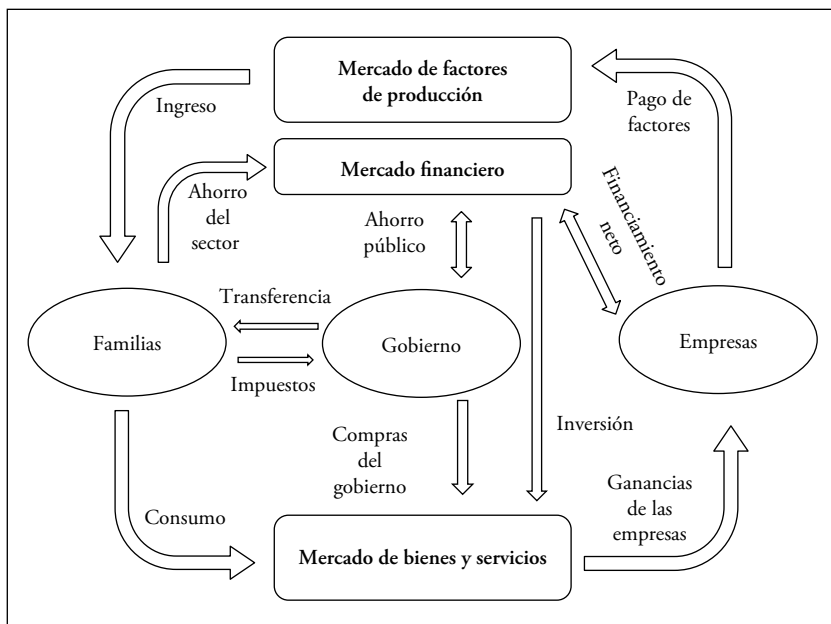 Mercado de factores
de producción
Ingreso
Pago de
factores
Mercado financiero
Ahorro
del
sector
Ahorro
público
Financiamiento
neto
Transferencia
Familias
Gobierno
Empresas
Impuestos
Compras
del
gobierno
Inversión
Consumo
Ganancias
de las
empresas
Mercado de bienes y servicios